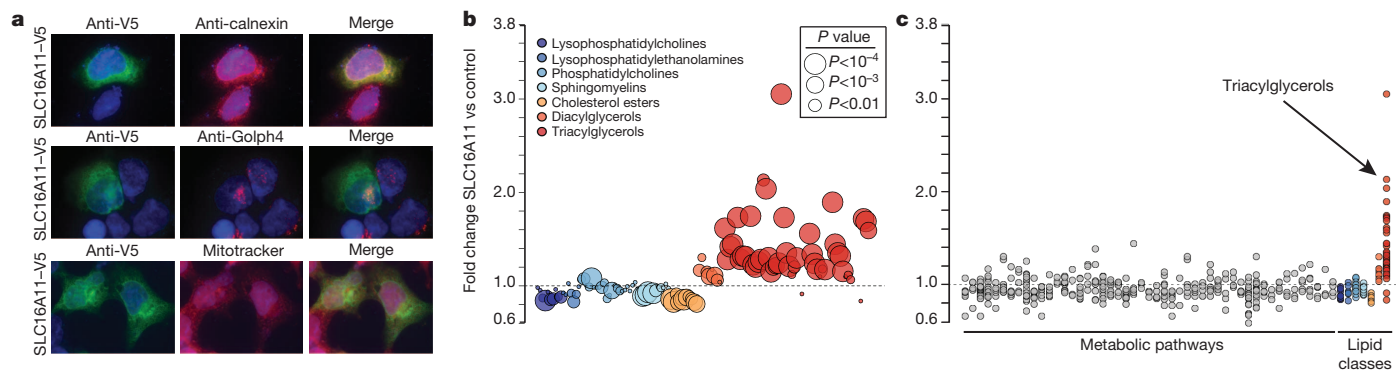 a
Anti-V5
Anti-calnexin
Merge
SLC16A11–V5
Anti-V5
Anti-Golph4
Merge
SLC16A11–V5
Anti-V5
Mitotracker
Merge
SLC16A11–V5
b
Fold change SLC16A11 vs control
3.8
3.0
2.0
1.0
0.6
Lysophosphatidylcholines
Lysophosphatidylethanolamines
Phosphatidylcholines
Sphingomyelins
Cholesterol esters
Diacylglycerols
Triacylglycerols
P value
P<10⁻⁴
P<10⁻³
P<0.01
c
3.8
3.0
2.0
1.0
0.6
Triacylglycerols
Metabolic pathways
Lipid
classes